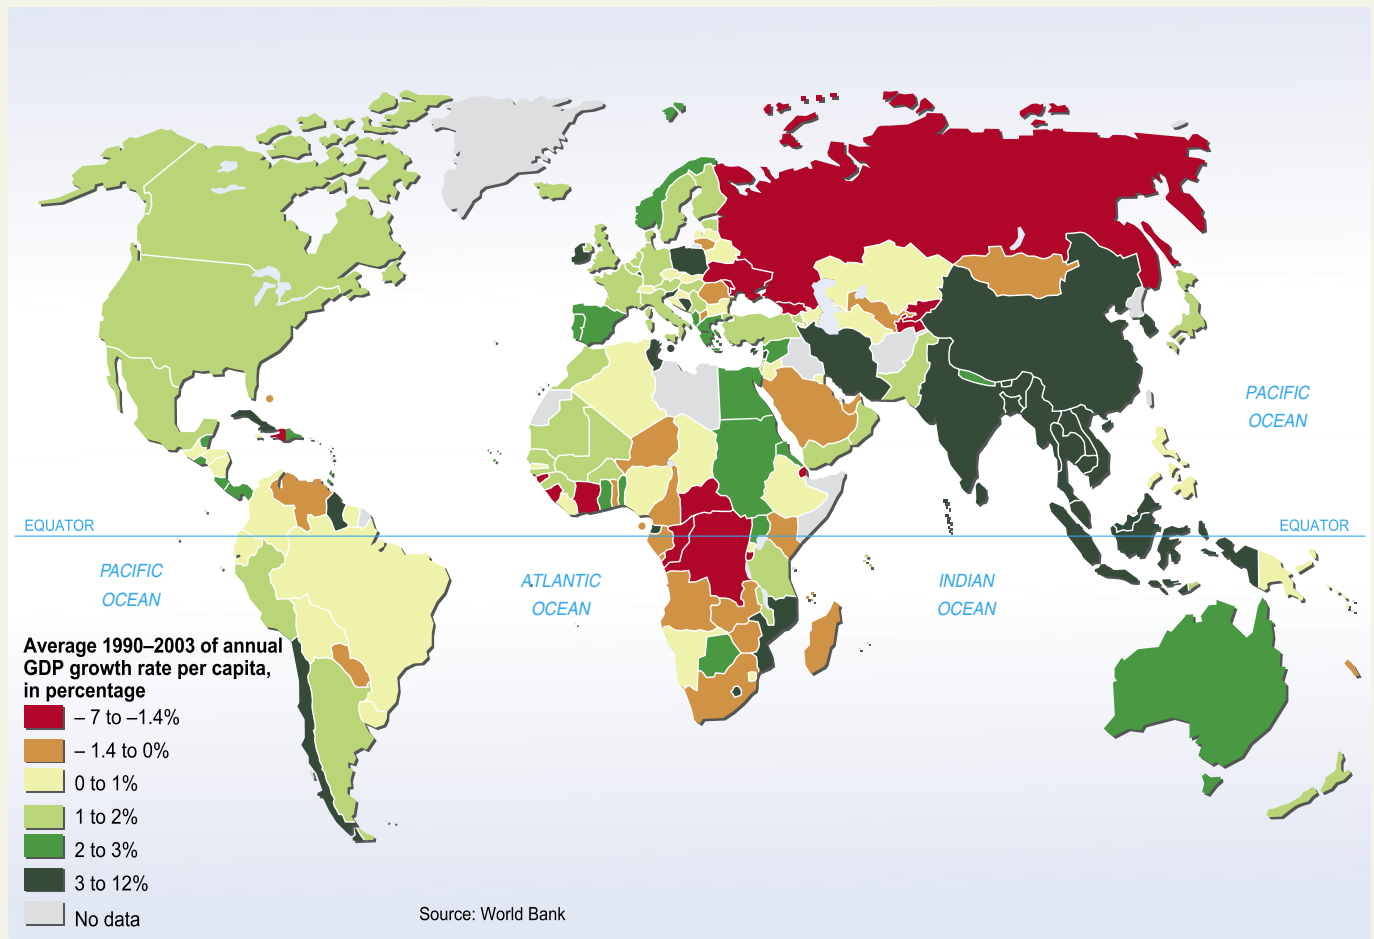 PACIFIC
OCEAN
EQUATOR
EQUATOR
PACIFIC
OCEAN
ATLANTIC
OCEAN
INDIAN
OCEAN
Average 1990–2003 of annual
GDP growth rate per capita,
in percentage
– 7 to –1.4%
– 1.4 to 0%
0 to 1%
1 to 2%
2 to 3%
3 to 12%
No data
Source: World Bank